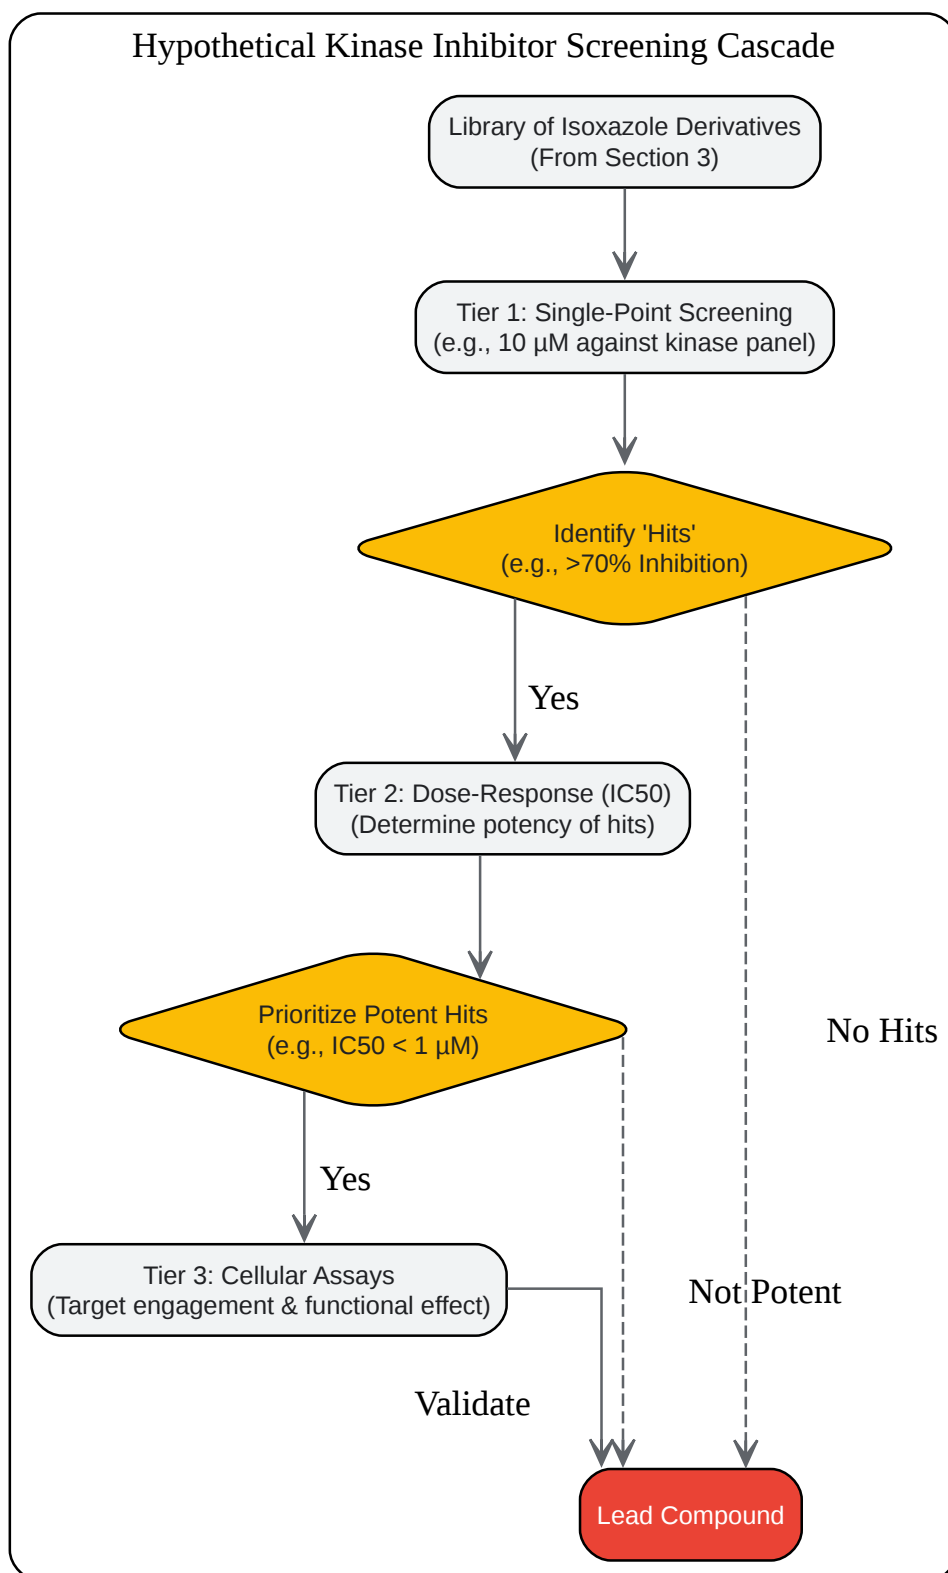 Hypothetical Kinase Inhibitor Screening Cascade
Library of Isoxazole Derivatives
(From Section 3)
Tier 1: Single-Point Screening
(e.g., 10 µM against kinase panel)
Identify 'Hits'
(e.g., >70% Inhibition)
Yes
Tier 2: Dose-Response (IC50)
(Determine potency of hits)
Prioritize Potent Hits
(e.g., IC50 < 1 µM)
No Hits
Yes
Tier 3: Cellular Assays
(Target engagement & functional effect)
Not Potent
Validate
Lead Compound